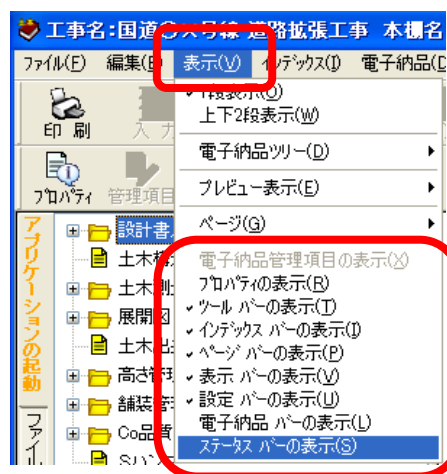 工事名:国道○×号線 道路拡張工事 本棚名
ファイル(F) 編集(E) 表示(V) インデックス(I) 電子納品(D
1段表示(O)
上下2段表示(W)
電子納品ツリー(D)
プレビュー表示(E)
ページ(G)
電子納品管理項目の表示(X)
プロパティの表示(R)
ツール バーの表示(T)
インデックス バーの表示(I)
ページ バーの表示(P)
表示 バーの表示(V)
設定 バーの表示(U)
電子納品 バーの表示(L)
ステータス バーの表示(S)
印 刷
入 力
プロパティ
管理項目
アプリケーションの起動
ファイル
設計書
土木構
土木
展開図
土木出
高さ管理
舗装管
Co品質